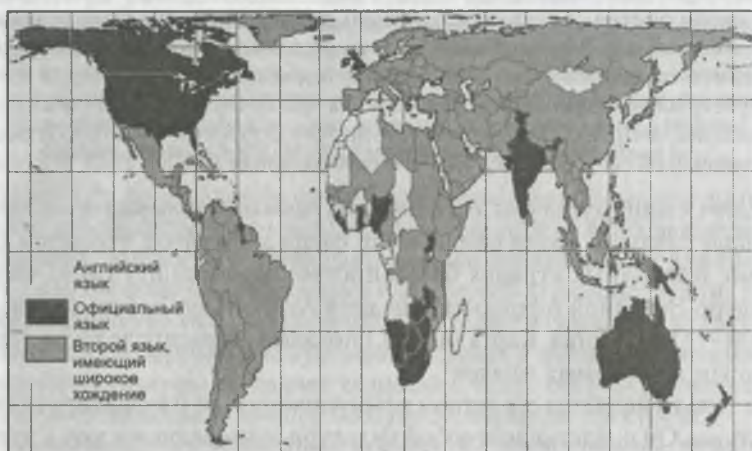 Английский
язык
Официальный
язык
Второй язык,
имеющий
широкое
хождение